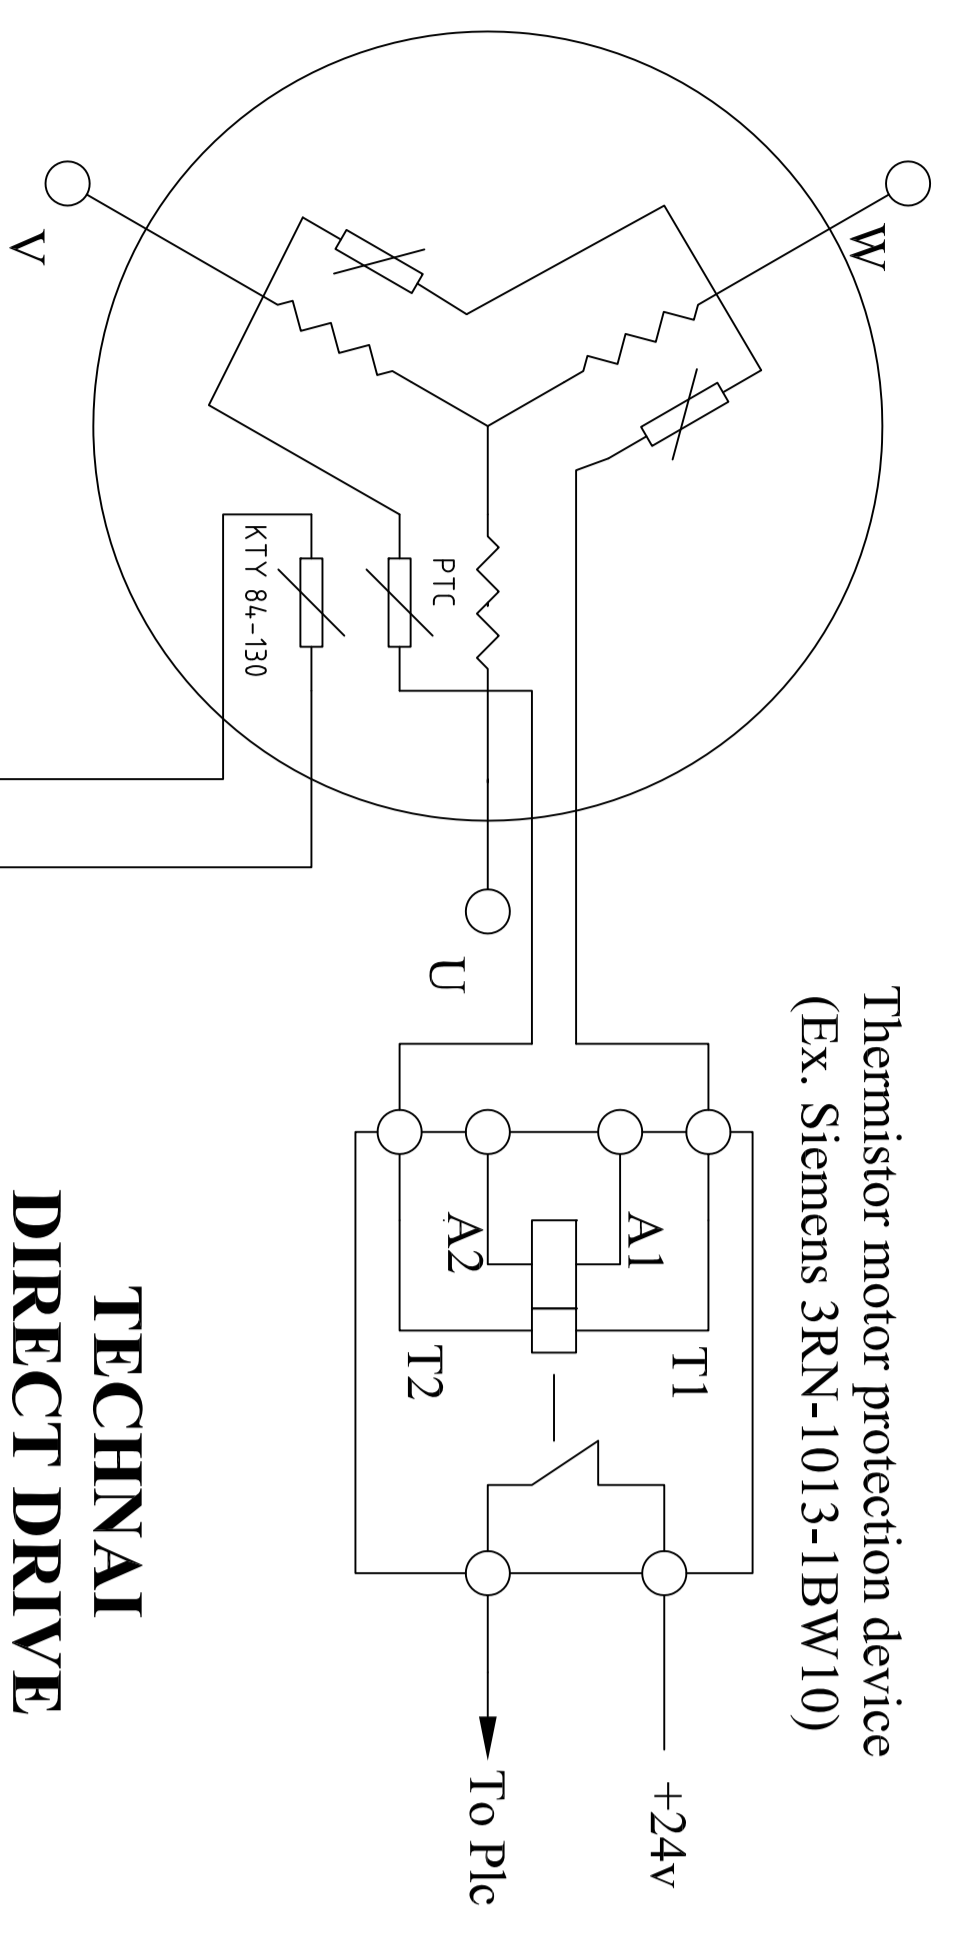 Thermistor motor protection device
(Ex. Siemens 3RN-1013-1BW10)
W
V
U
PTC
KTY 84-130
A1
A2
T1
T2
+24v
To Plc
TECHNAI
DIRECT DRIVE